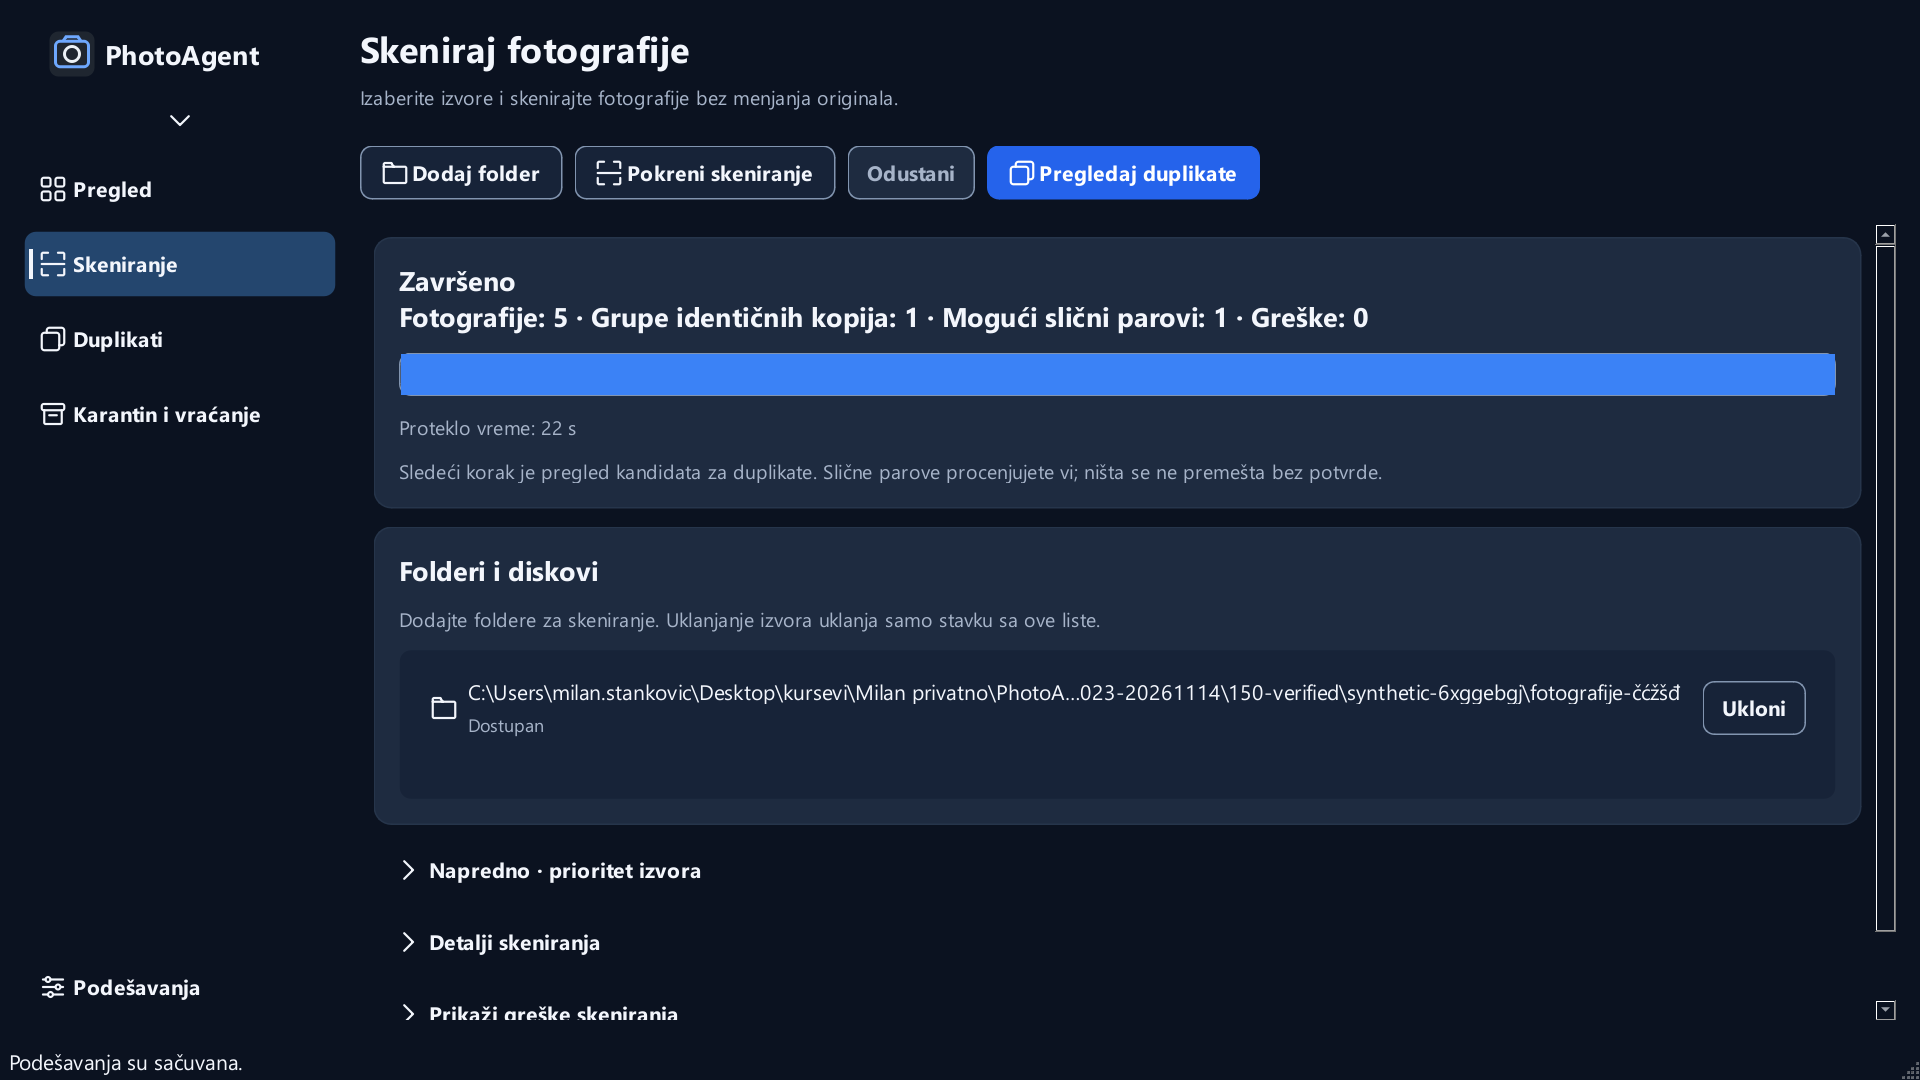 PhotoAgent
Pregled
Skeniranje
Duplikati
Karantin i vraćanje
Podešavanja
Skeniraj fotografije
Izaberite izvore i skenirajte fotografije bez menjanja originala.
Dodaj folder
Pokreni skeniranje
Odustani
Pregledaj duplikate
Završeno
Fotografije: 5 · Grupe identičnih kopija: 1 · Mogući slični parovi: 1 · Greške: 0
Proteklo vreme: 22 s
Sledeći korak je pregled kandidata za duplikate. Slične parove procenjujete vi; ništa se ne premešta bez potvrde.
Folderi i diskovi
Dodajte foldere za skeniranje. Uklanjanje izvora uklanja samo stavku sa ove liste.
C:\Users\milan.stankovic\Desktop\kursevi\Milan privatno\PhotoA...023-20261114\150-verified\synthetic-6xggebgj\fotografije-čćžšđ
Dostupan
Ukloni
Napredno · prioritet izvora
Detalji skeniranja
Prikaži greške skeniranja
Podešavanja su sačuvana.